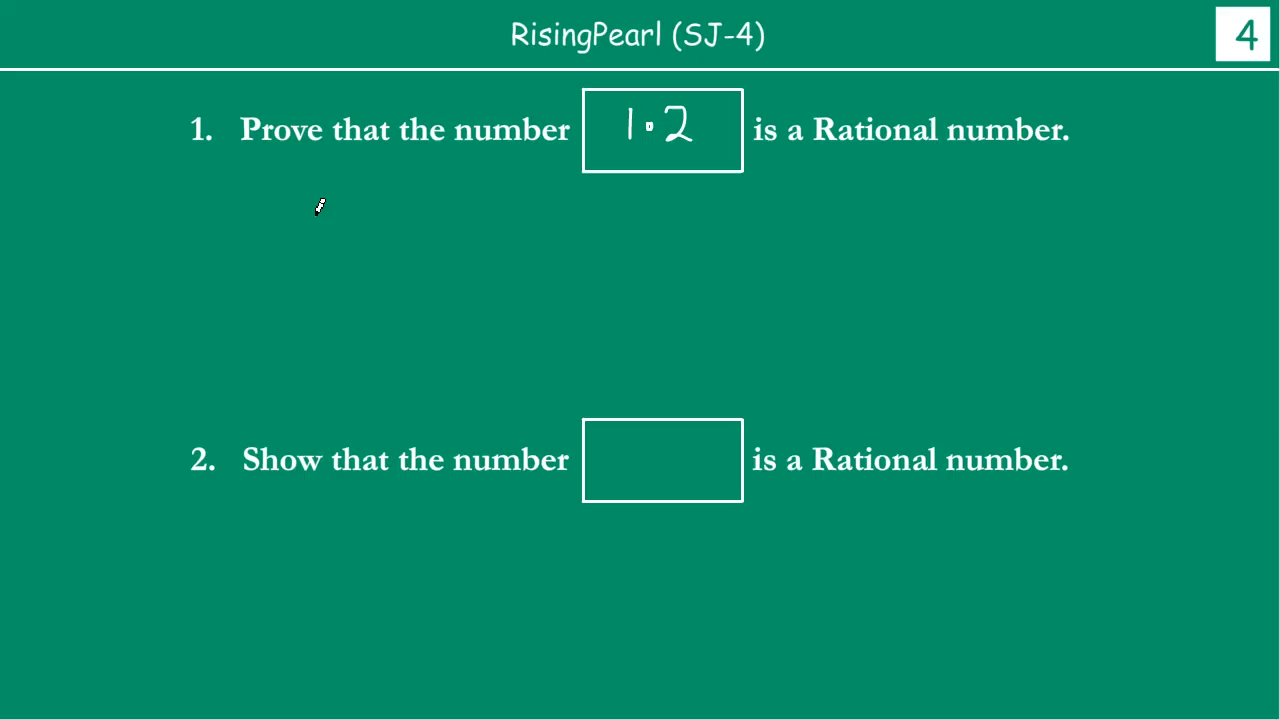 RisingPearl (SJ-4)
4
1. Prove that the number 1.2 is a Rational number.
2. Show that the number is a Rational number.